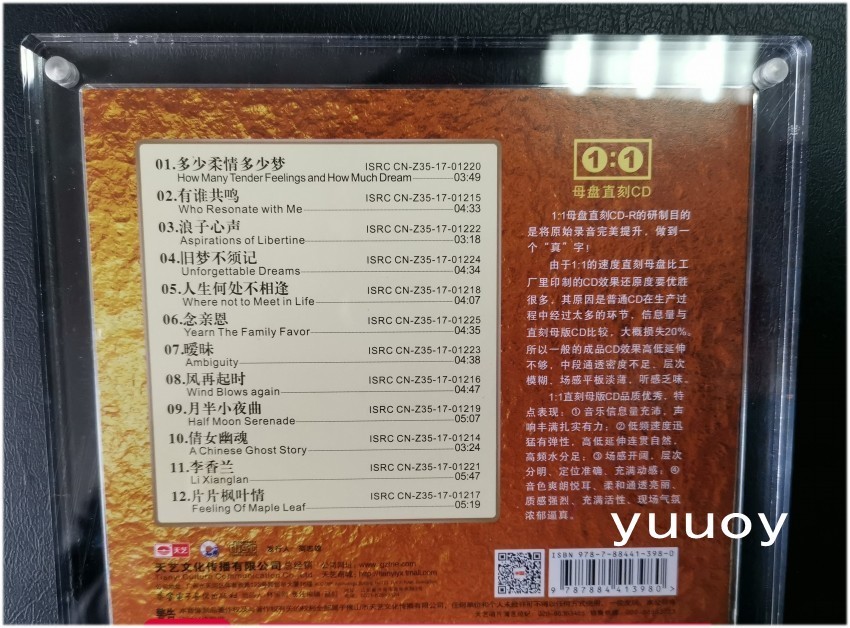 01.多少柔情多少梦 ISRC CN-Z35-17-01220
How Many Tender Feelings and How Much Dream 03:49
02.有谁共鸣 ISRC CN-Z35-17-01215
Who Resonate with Me 04:33
03.浪子心声 ISRC CN-Z35-17-01222
Aspirations of Libertine 03:18
04.旧梦不须记 ISRC CN-Z35-17-01224
Unforgettable Dreams 04:34
05.人生何处不相逢 ISRC CN-Z35-17-01218
Where not to Meet in Life 04:07
06.念亲恩 ISRC CN-Z35-17-01225
Yearn The Family Favor 04:35
07.暧昧 ISRC CN-Z35-17-01223
Ambiguity 04:38
08.风再起时 ISRC CN-Z35-17-01216
Wind Blows again 04:47
09.月半小夜曲 ISRC CN-Z35-17-01219
Half Moon Serenade 05:07
10.倩女幽魂 ISRC CN-Z35-17-01214
A Chinese Ghost Story 03:24
11.李香兰 ISRC CN-Z35-17-01221
Li Xianglan 05:47
12.片片枫叶情 ISRC CN-Z35-17-01217
Feeling Of Maple Leaf 05:19
1:1
母盘直刻CD
1:1母盘直刻CD-R的研制目的
是将原始录音完美提升，做到一
个“真”字！
由于1:1的速度直刻母盘比工
厂里印制的CD效果还原度要优胜
很多，其原因是普通CD在生产过
程中经过太多的环节，信息量与
直刻母版CD比较，大概损失20%。
所以一般的成品CD效果高低延伸
不够，中段通透密度不足，层次
模糊，场感平板淡薄，听感乏味。
1:1直刻母版CD品质优秀，特
点表现：①音乐信息量充沛，声
响丰满扎实有力；②低频速度迅
猛有弹性，高低延伸连贯自然，
高频水分足；③场感开阔，层次
分明，定位准确，充满动感；④
音色爽朗悦耳，柔和通透亮丽，
质感强烈，充满活性，现场气氛
浓郁逼真。
yuuoy
天艺
天艺文化传播有限公司
ISBN 978-7-88441-398-0
9 787884 413980 >
警告